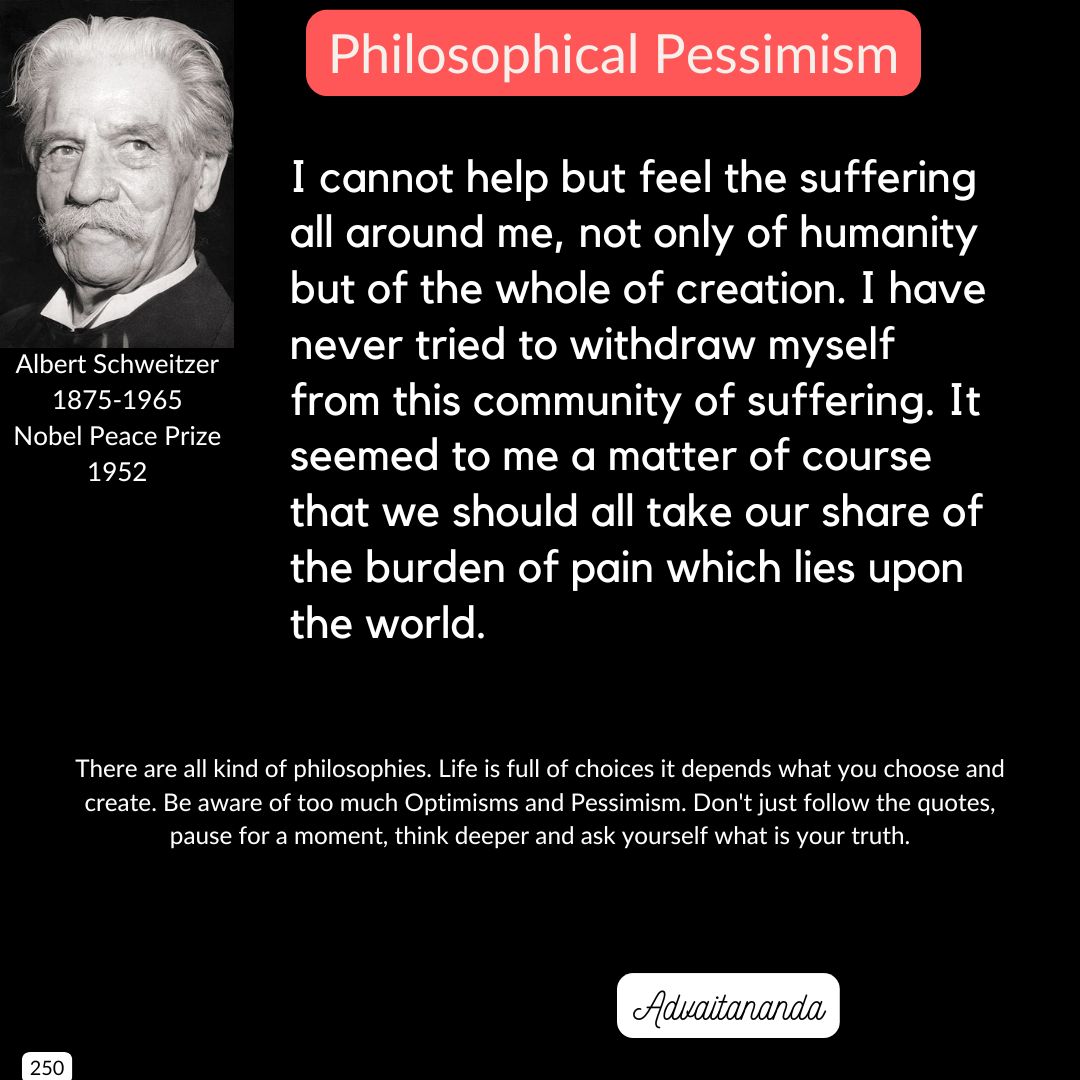 Philosophical Pessimism
I cannot help but feel the suffering
all around me, not only of humanity
but of the whole of creation. I have
never tried to withdraw myself
from this community of suffering. It
seemed to me a matter of course
that we should all take our share of
the burden of pain which lies upon
the world.
Albert Schweitzer
1875-1965
Nobel Peace Prize
1952
There are all kind of philosophies. Life is full of choices it depends what you choose and
create. Be aware of too much Optimisms and Pessimism. Don't just follow the quotes,
pause for a moment, think deeper and ask yourself what is your truth.
Advaitananda
250